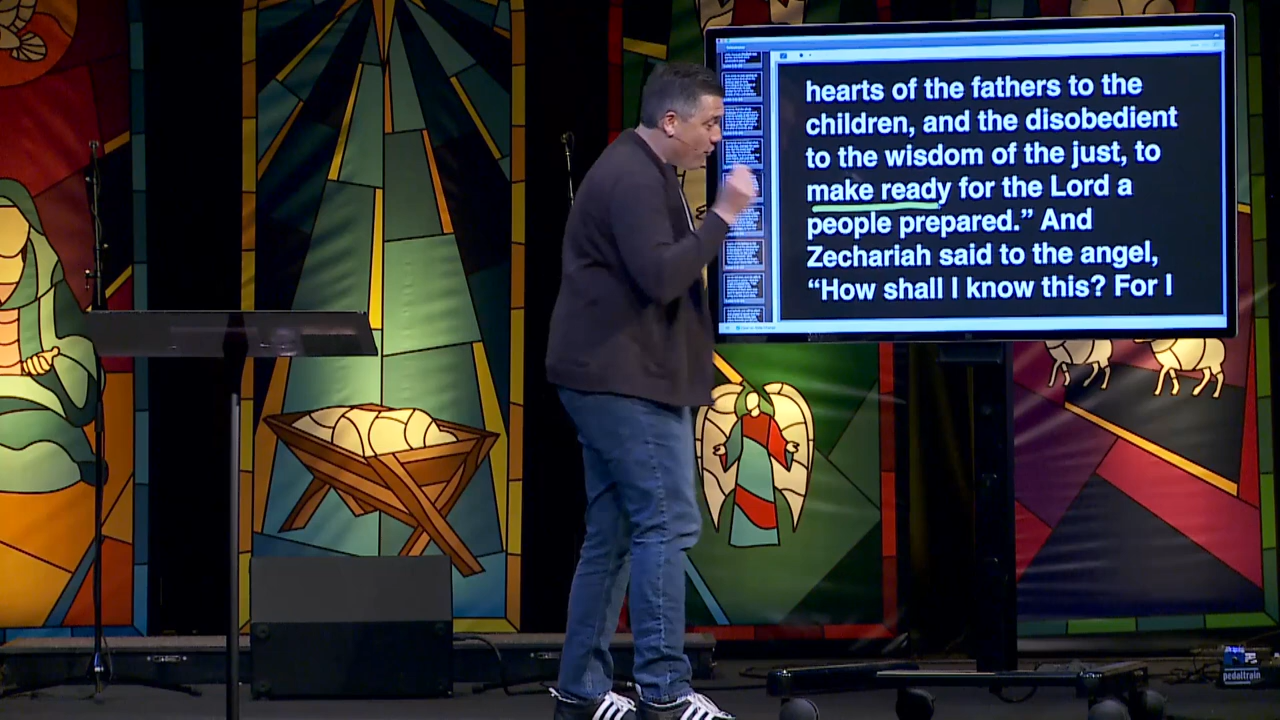 hearts of the fathers to the
children, and the disobedient
to the wisdom of the just, to
make ready for the Lord a
people prepared.” And
Zechariah said to the angel,
“How shall I know this? For I
pedaltrain